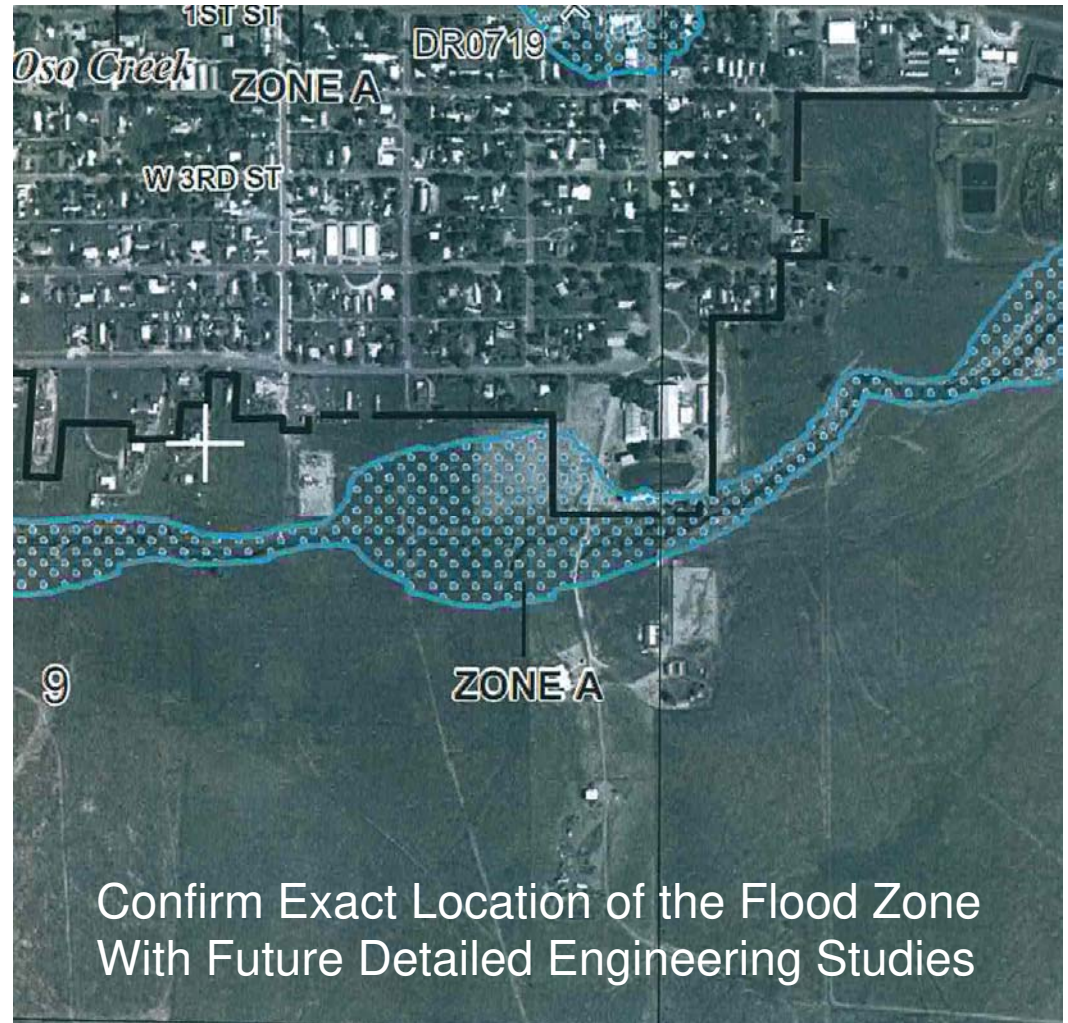 1ST ST
DR0719
Oso Creek
ZONE A
W 3RD ST
9
ZONE A
Confirm Exact Location of the Flood Zone
With Future Detailed Engineering Studies